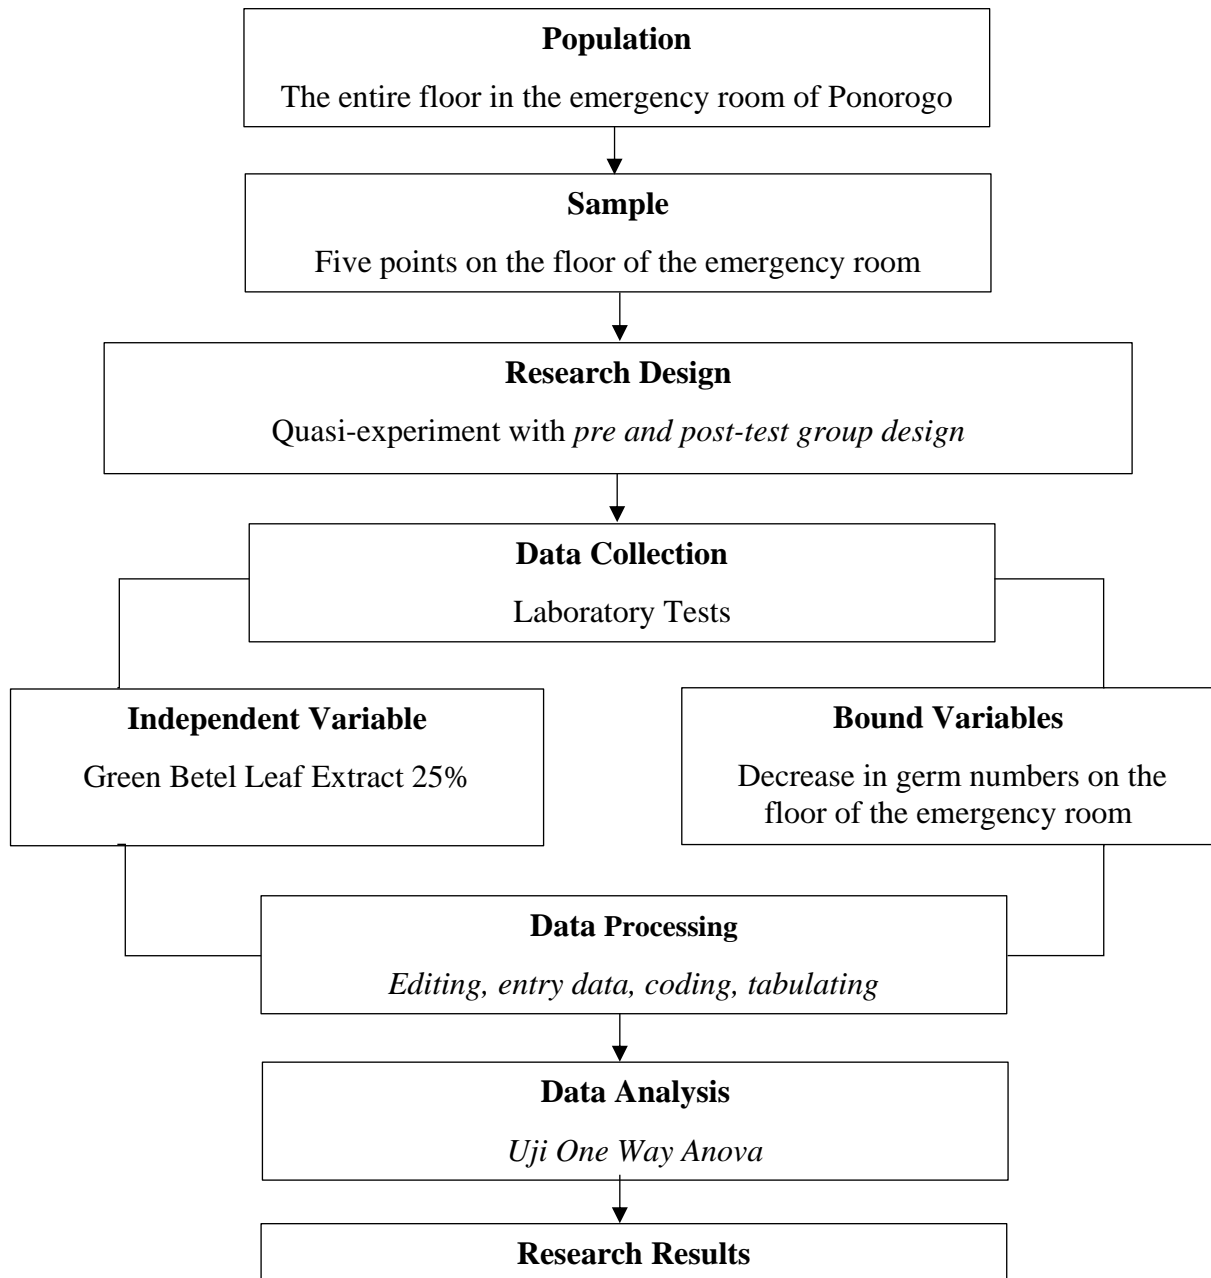 Population
The entire floor in the emergency room of Ponorogo
Sample
Five points on the floor of the emergency room
Research Design
Quasi-experiment with pre and post-test group design
Data Collection
Laboratory Tests
Independent Variable
Green Betel Leaf Extract 25%
Bound Variables
Decrease in germ numbers on the
floor of the emergency room
Data Processing
Editing, entry data, coding, tabulating
Data Analysis
Uji One Way Anova
Research Results